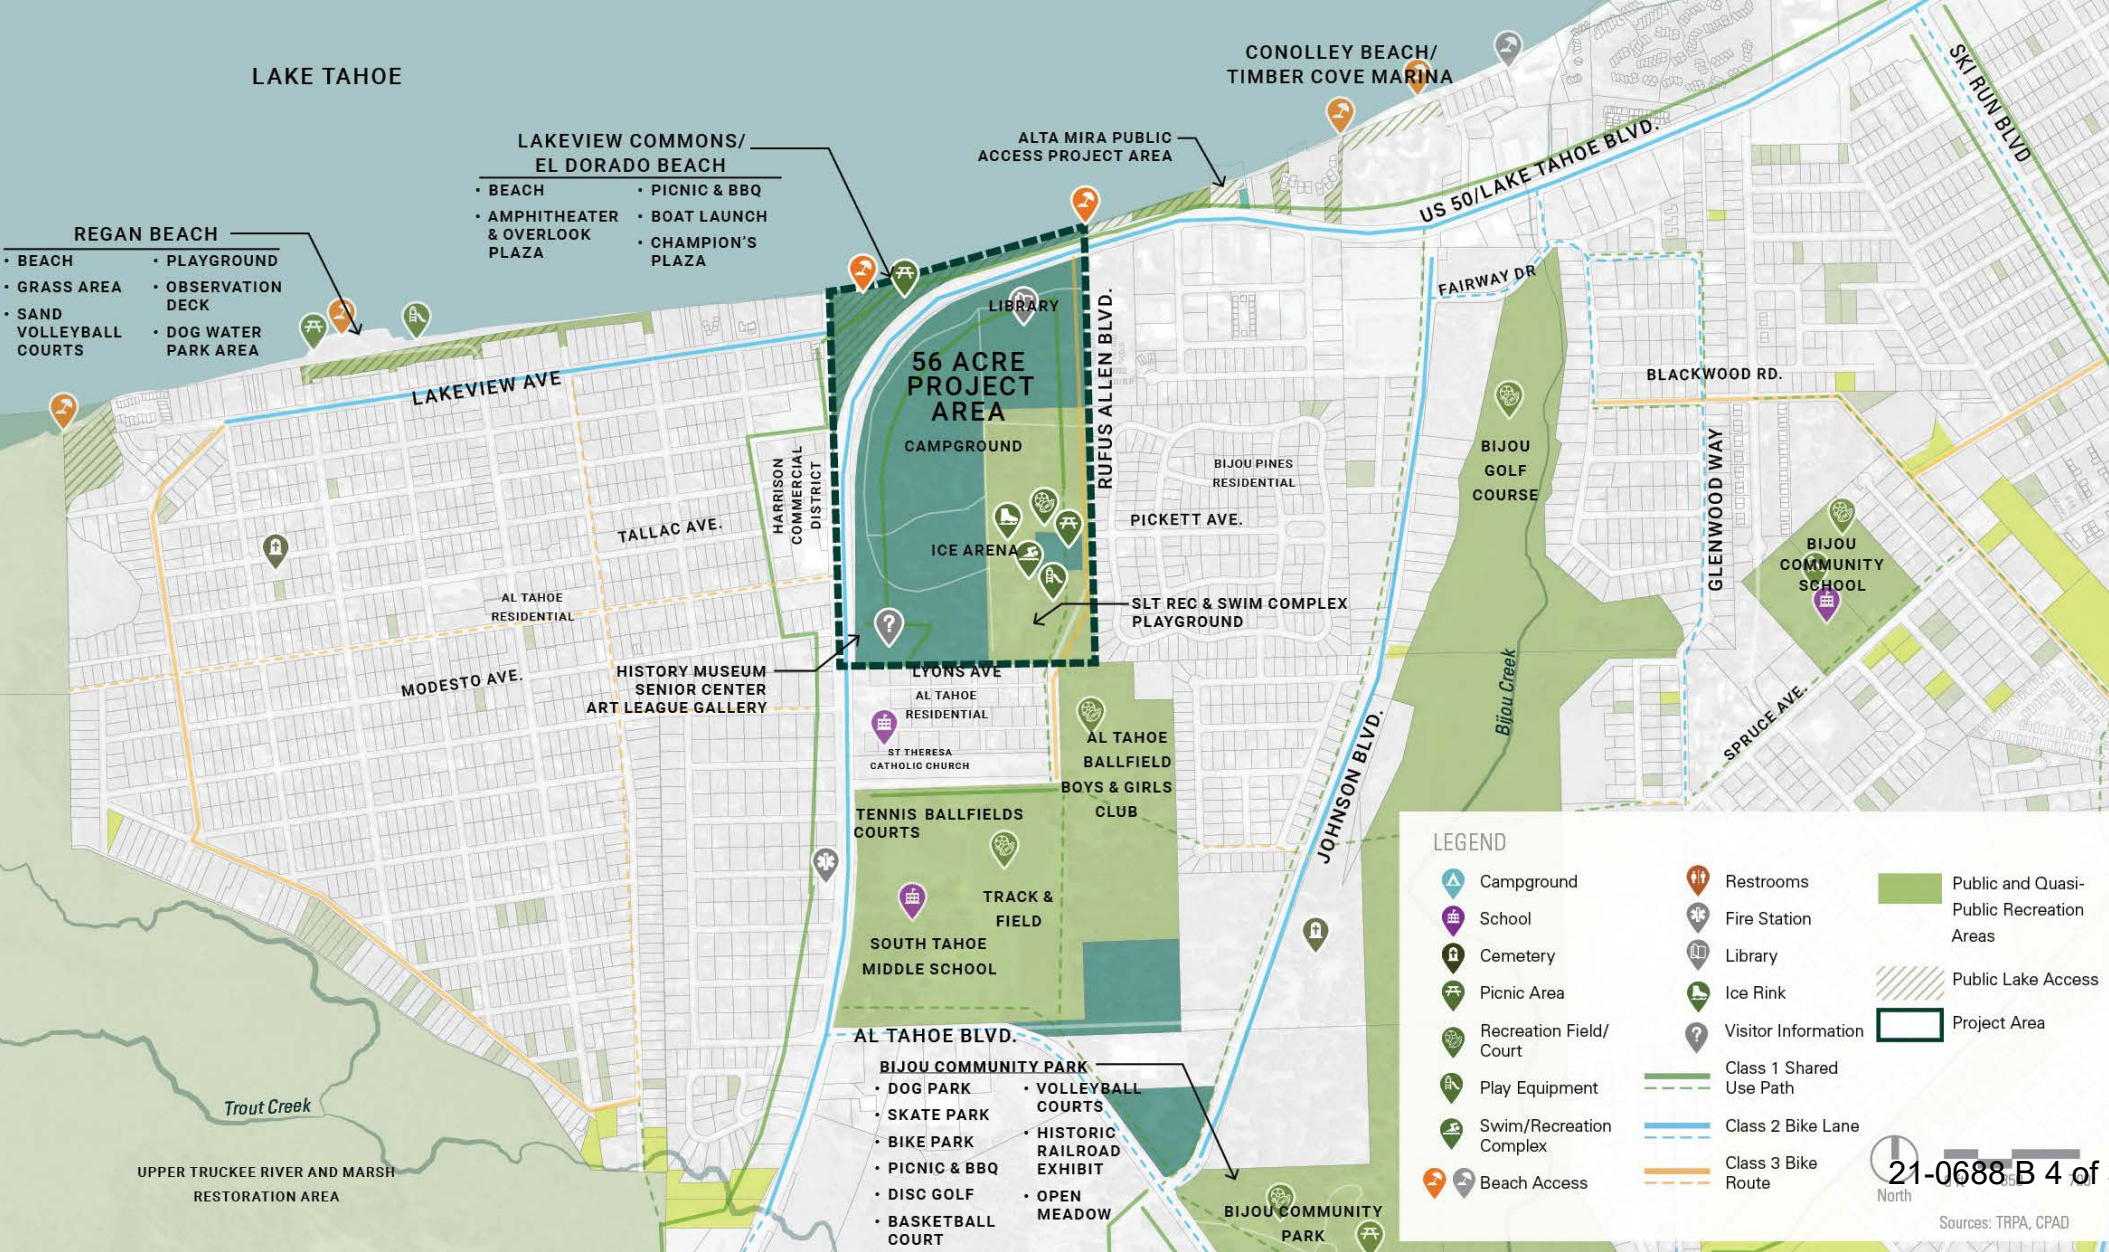 LAKE TAHOE
CONOLLEY BEACH/
TIMBER COVE MARINA
SKI RUN BLVD
US 50/LAKE TAHOE BLVD.
ALTA MIRA PUBLIC
ACCESS PROJECT AREA
LAKEVIEW COMMONS/
EL DORADO BEACH
• BEACH
• AMPHITHEATER
& OVERLOOK
PLAZA
• PICNIC & BBQ
• BOAT LAUNCH
• CHAMPION'S
PLAZA
REGAN BEACH
• BEACH
• GRASS AREA
• SAND
VOLLEYBALL
COURTS
• PLAYGROUND
• OBSERVATION
DECK
• DOG WATER
PARK AREA
LAKEVIEW AVE
LIBRARY
56 ACRE
PROJECT
AREA
CAMPGROUND
ICE ARENA
RUFUS ALLEN BLVD.
FAIRWAY DR
BLACKWOOD RD.
BIJOU
GOLF
COURSE
GLENWOOD WAY
BIJOU PINES
RESIDENTIAL
PICKETT AVE.
HARRISON
COMMERCIAL
DISTRICT
TALLAC AVE.
AL TAHOE
RESIDENTIAL
MODESTO AVE.
BIJOU
COMMUNITY
SCHOOL
SLT REC & SWIM COMPLEX
PLAYGROUND
HISTORY MUSEUM
SENIOR CENTER
ART LEAGUE GALLERY
LYONS AVE
AL TAHOE
RESIDENTIAL
ST THERESA
CATHOLIC CHURCH
AL TAHOE
BALLFIELD
BOYS & GIRLS
CLUB
JOHNSON BLVD.
Bijou Creek
SPRUCE AVE.
TENNIS BALLFIELDS
COURTS
TRACK &
FIELD
SOUTH TAHOE
MIDDLE SCHOOL
AL TAHOE BLVD.
BIJOU COMMUNITY PARK
• DOG PARK
• SKATE PARK
• BIKE PARK
• PICNIC & BBQ
• DISC GOLF
• BASKETBALL
COURT
• VOLLEYBALL
COURTS
• HISTORIC
RAILROAD
EXHIBIT
• OPEN
MEADOW
BIJOU COMMUNITY
PARK
Trout Creek
UPPER TRUCKEE RIVER AND MARSH
RESTORATION AREA
LEGEND
Campground
School
Cemetery
Picnic Area
Recreation Field/
Court
Play Equipment
Swim/Recreation
Complex
Beach Access
Restrooms
Fire Station
Library
Ice Rink
Visitor Information
Class 1 Shared
Use Path
Class 2 Bike Lane
Class 3 Bike
Route
Public and Quasi-
Public Recreation
Areas
Public Lake Access
Project Area
North
21-0688 B 4 of
Sources: TRPA, CPAD